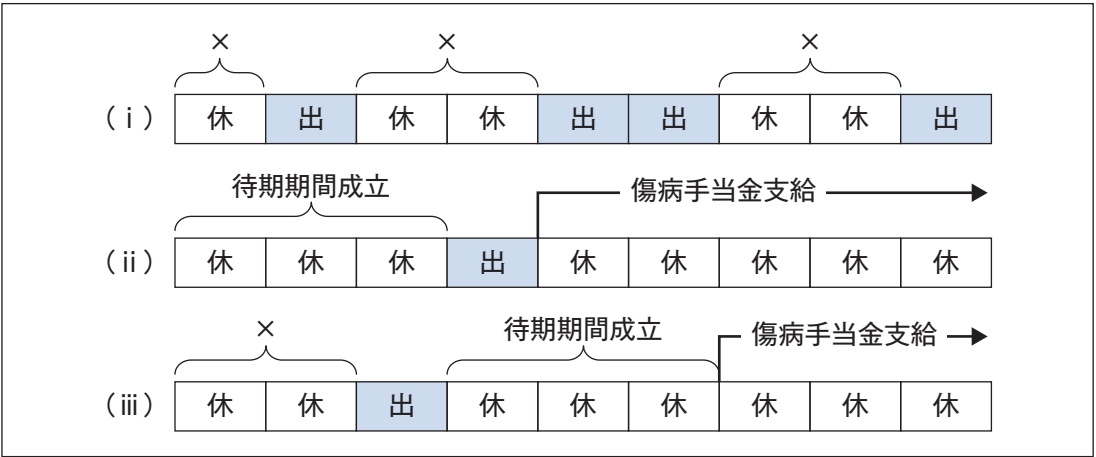 × × ×
(ⅰ) 休 出 休 休 出 出 休 休 出
待期期間成立 傷病手当金支給
(ⅱ) 休 休 休 出 休 休 休 休 休
× 待期期間成立 傷病手当金支給
(ⅲ) 休 休 出 休 休 休 休 休 休